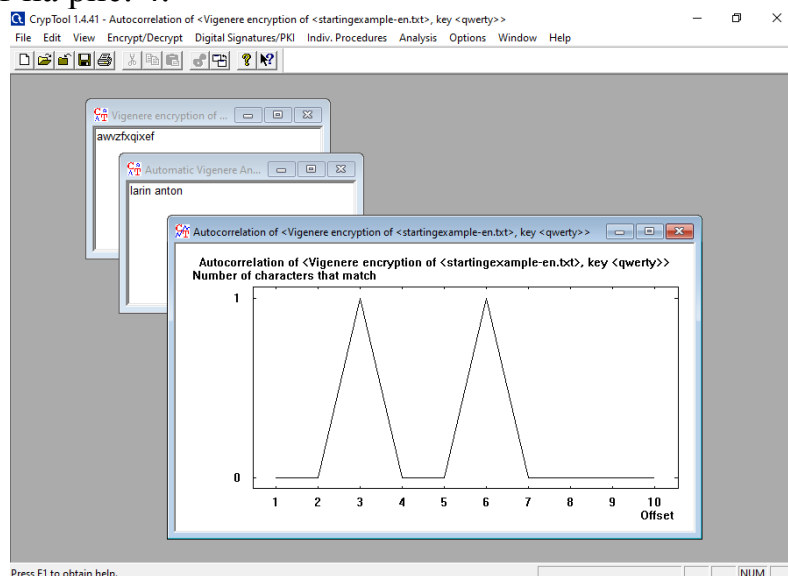 на рис. 4.
CrypTool 1.4.41 - Autocorrelation of <Vigenere encryption of <startingexample-en.txt>, key <qwerty>>
File Edit View Encrypt/Decrypt Digital Signatures/PKI Indiv. Procedures Analysis Options Window Help
Vigenere encryption of ...
awvzfxqixef
Automatic Vigenere An...
larin anton
Autocorrelation of <Vigenere encryption of <startingexample-en.txt>, key <qwerty>>
Autocorrelation of <Vigenere encryption of <startingexample-en.txt>, key <qwerty>>
Number of characters that match
1
0
1 2 3 4 5 6 7 8 9 10
Offset
Press F1 to obtain help.
NUM